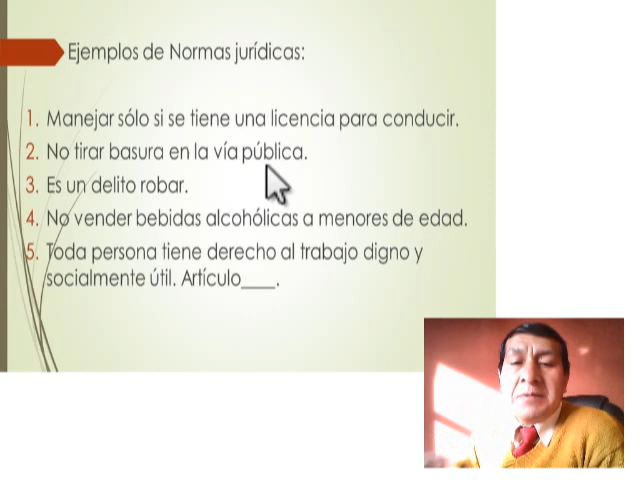 Ejemplos de Normas jurídicas:
1. Manejar sólo si se tiene una licencia para conducir.
2. No tirar basura en la vía pública.
3. Es un delito robar.
4. No vender bebidas alcohólicas a menores de edad.
5. Toda persona tiene derecho al trabajo digno y
socialmente útil. Artículo____.